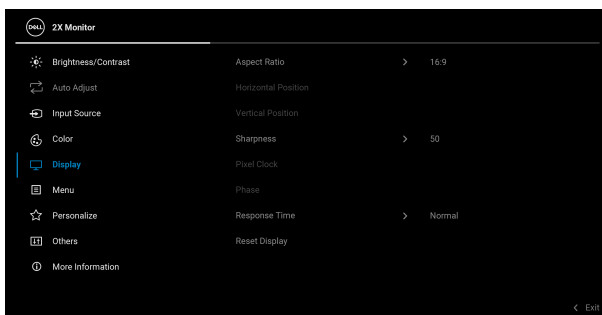 DELL 2X Monitor
Brightness/Contrast Aspect Ratio > 16:9
Auto Adjust Horizontal Position
Input Source Vertical Position
Color Sharpness > 50
Display Pixel Clock
Menu Phase
Personalize Response Time > Normal
Others Reset Display
More Information
< Exit